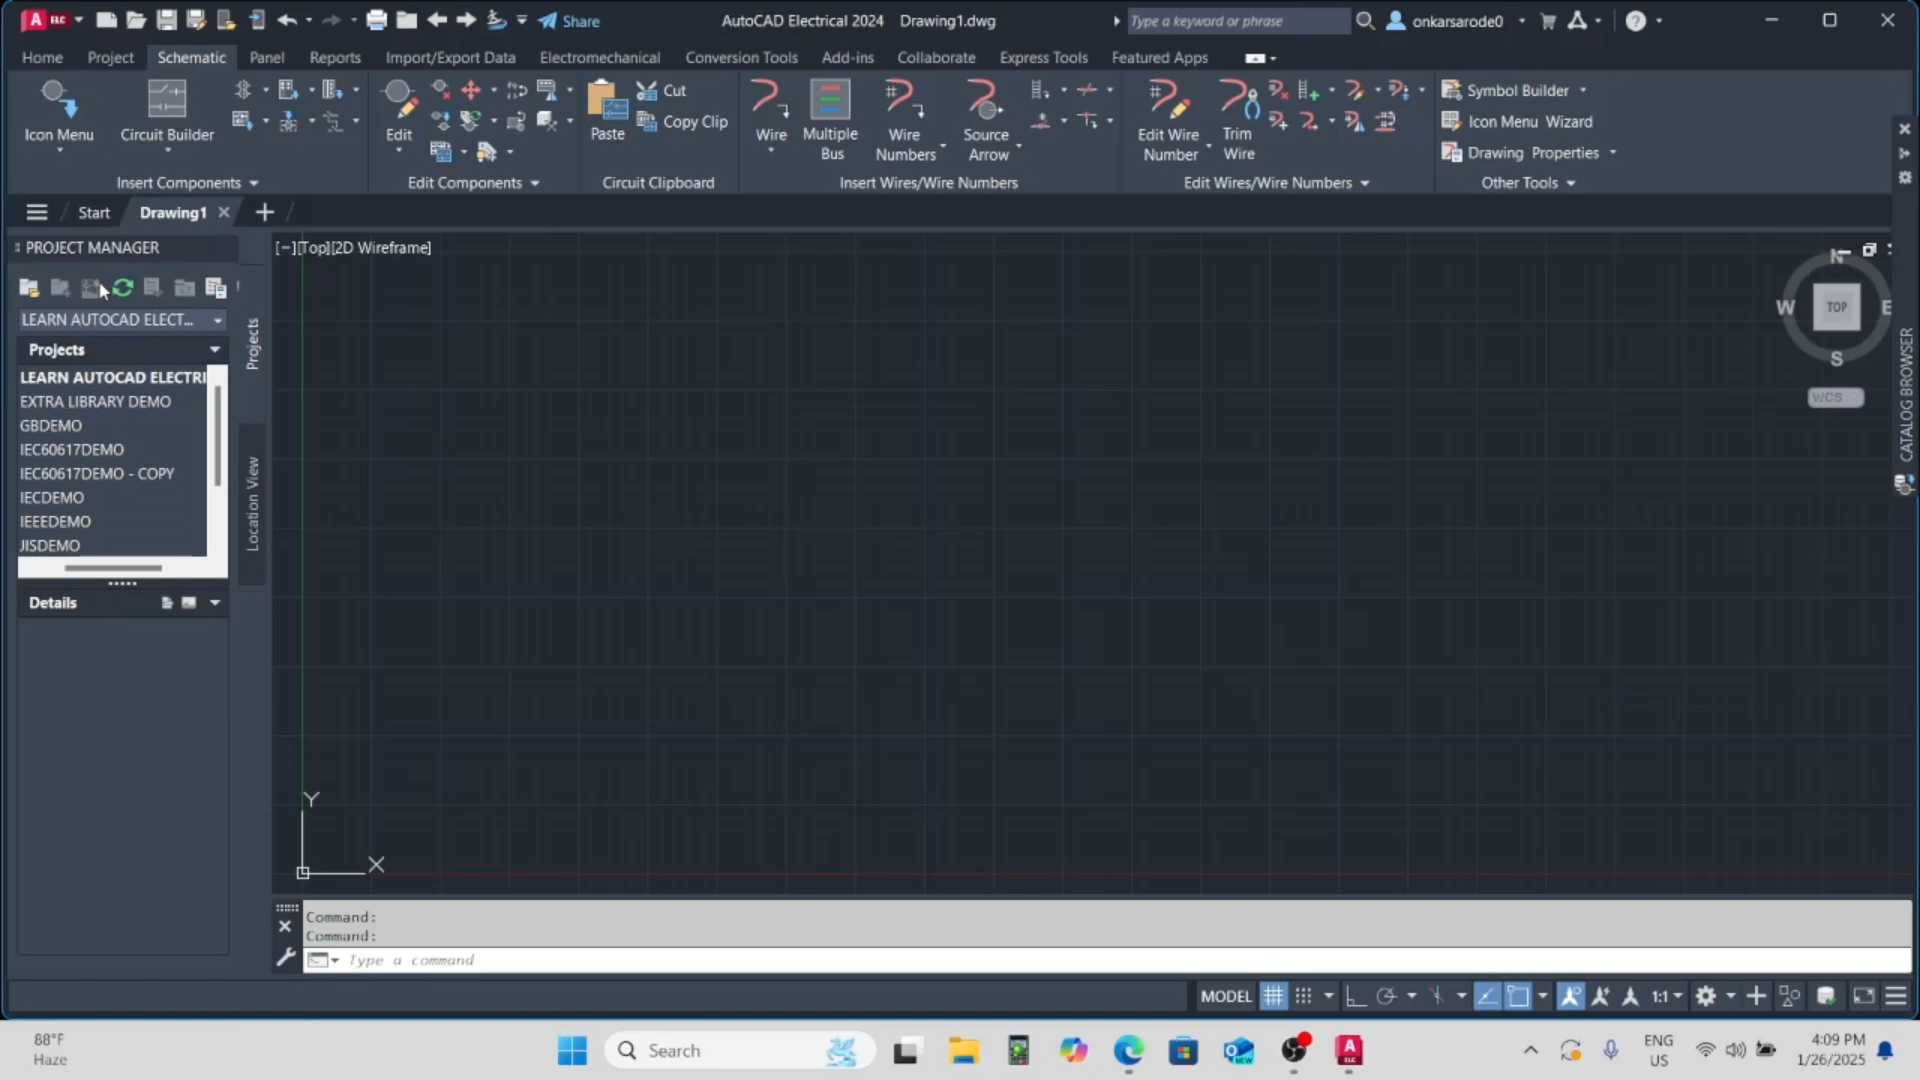 A ELC Share AutoCAD Electrical 2024 Drawing1.dwg Type a keyword or phrase onkarsarode0
Home Project Schematic Panel Reports Import/Export Data Electromechanical Conversion Tools Add-ins Collaborate Express Tools Featured Apps
Icon Menu
Circuit Builder
Insert Components
Edit
Edit Components
Paste
Cut
Copy Clip
Circuit Clipboard
Wire
Multiple
Bus
Wire
Numbers
Source
Arrow
Insert Wires/Wire Numbers
Edit Wire
Number
Trim
Wire
Edit Wires/Wire Numbers
Symbol Builder
Icon Menu Wizard
Drawing Properties
Other Tools
Start Drawing1
PROJECT MANAGER
LEARN AUTOCAD ELECT...
Projects
LEARN AUTOCAD ELECTRI
EXTRA LIBRARY DEMO
GBDEMO
IEC60617DEMO
IEC60617DEMO - COPY
IECDEMO
IEEEDEMO
JISDEMO
Details
Projects
Location View
[−][Top][2D Wireframe]
N
W TOP E
S
WCS
CATALOG BROWSER
Y
X
Command:
Command:
Type a command
MODEL 1:1
88°F
Haze
Search
NEW
A ELC
ENG
US
4:09 PM
1/26/2025